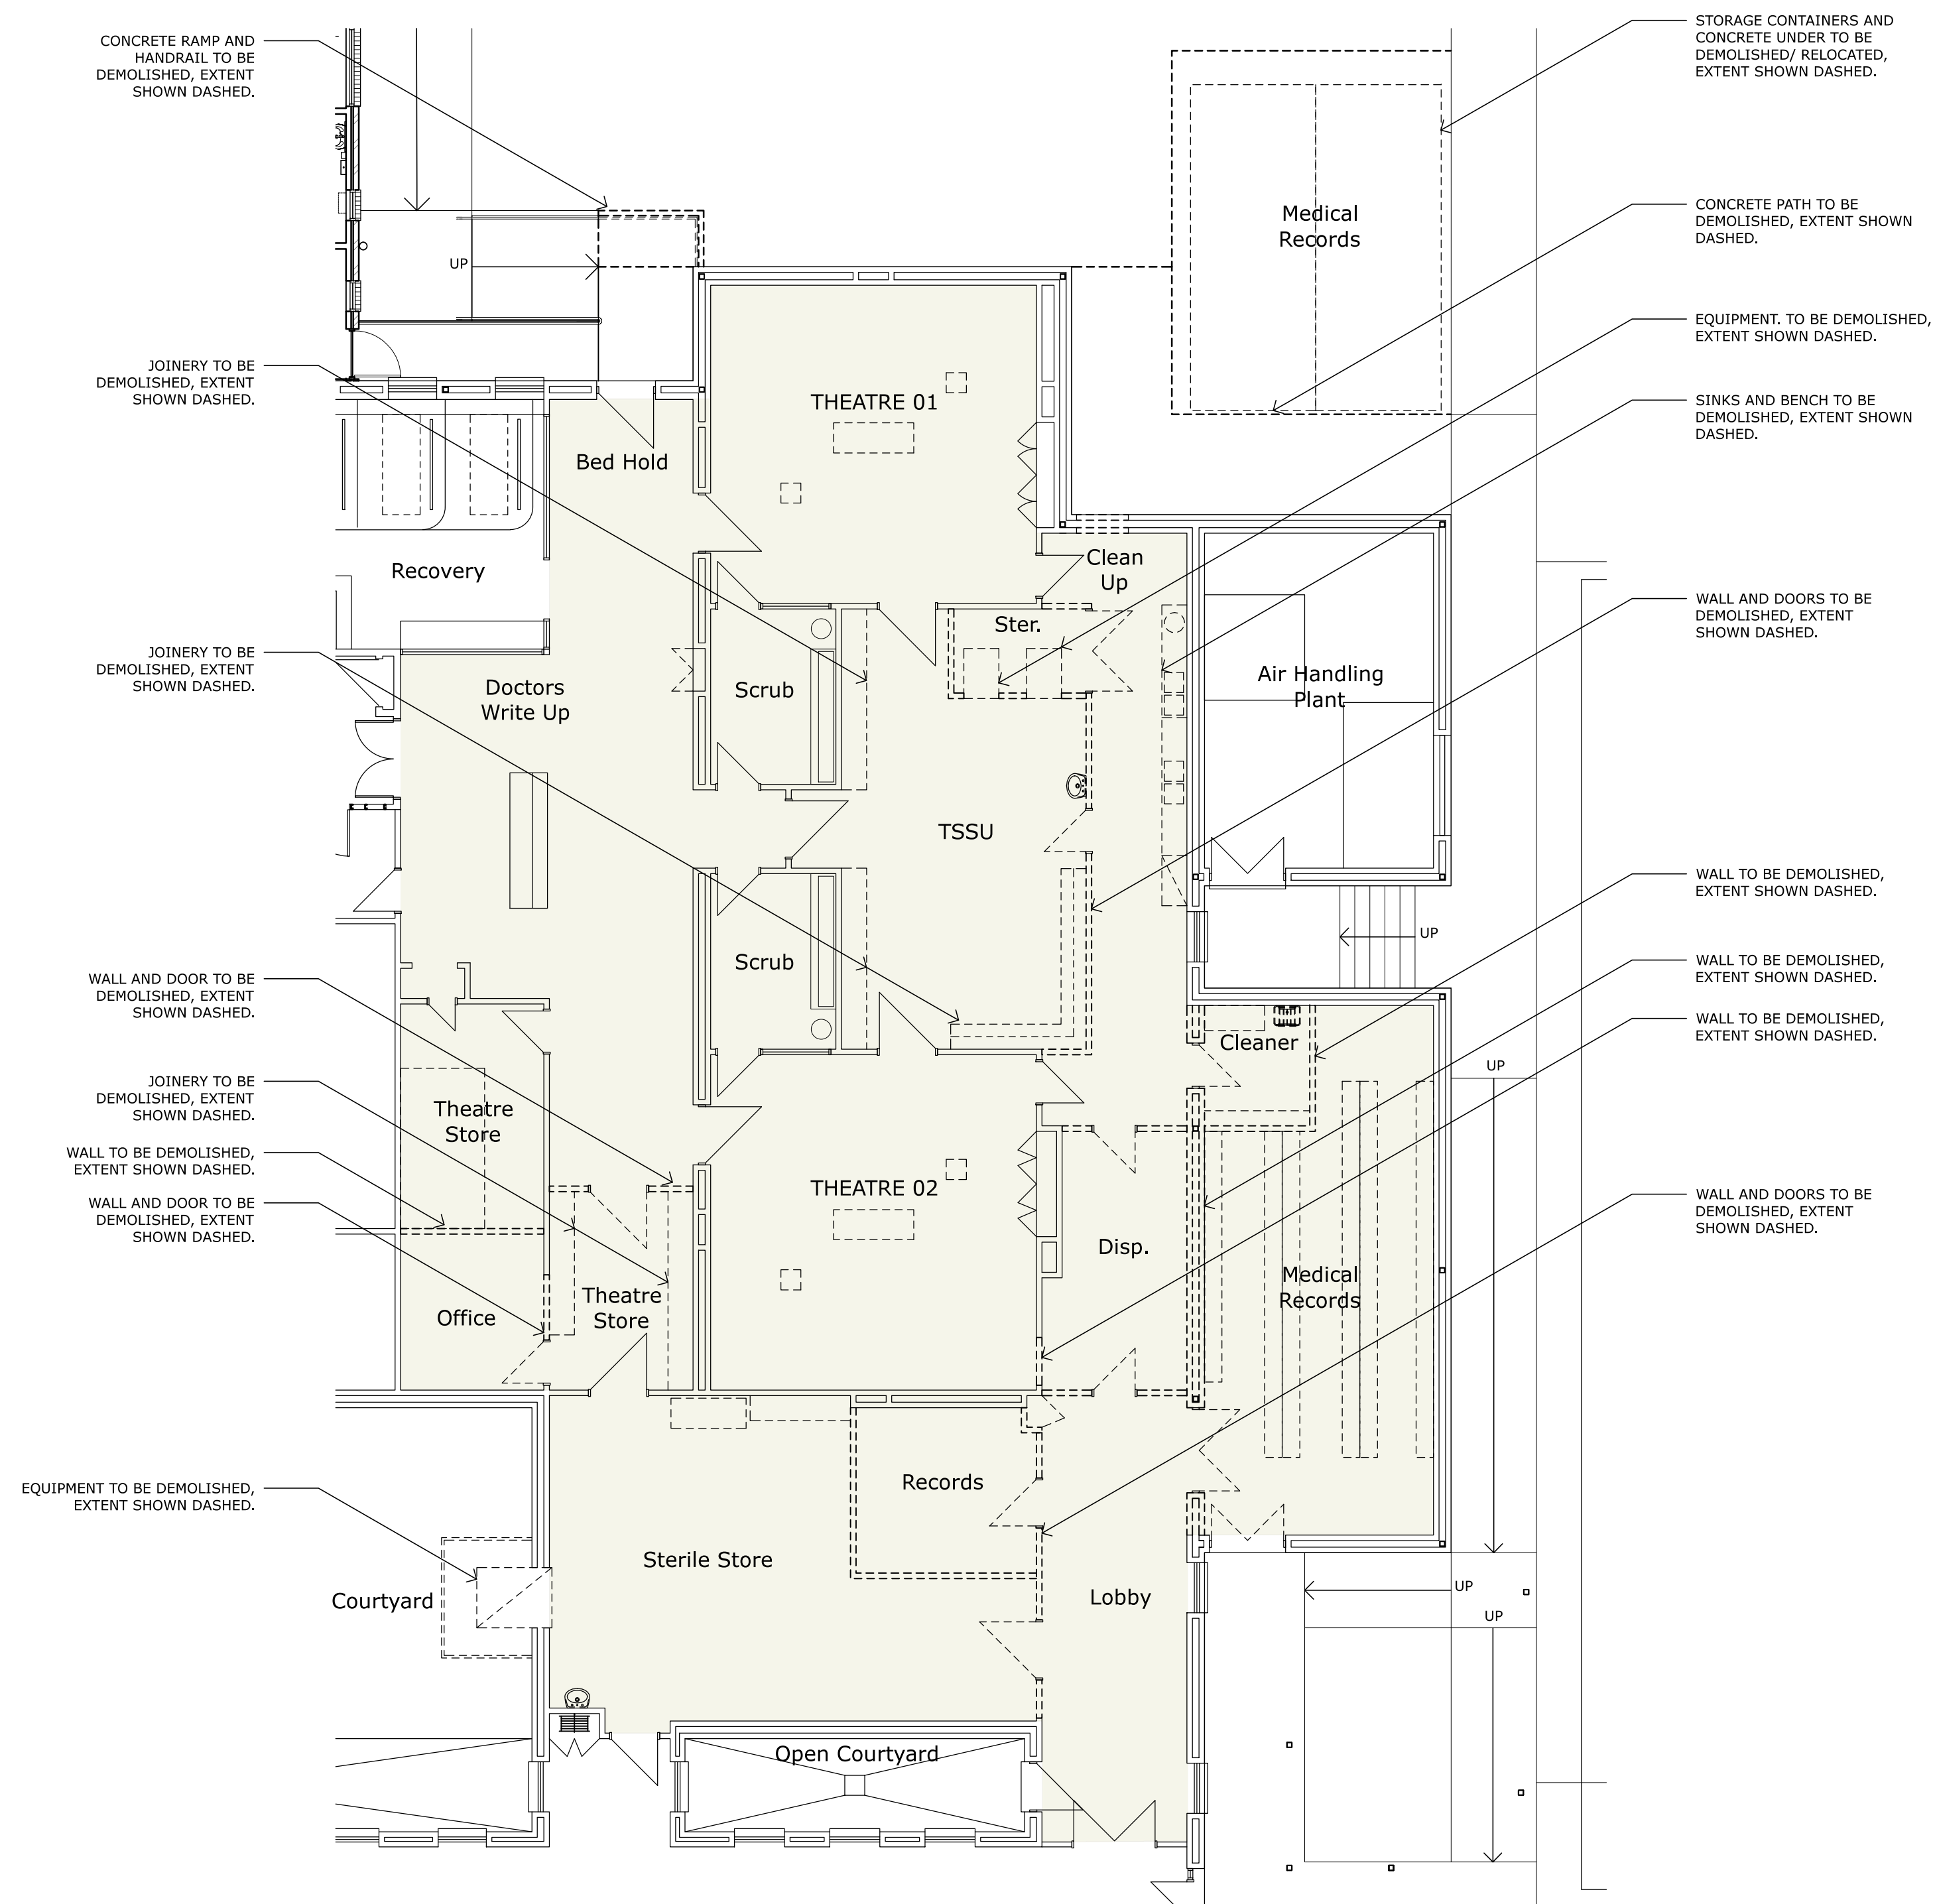 CONCRETE RAMP AND
HANDRAIL TO BE
DEMOLISHED, EXTENT
SHOWN DASHED.
JOINERY TO BE
DEMOLISHED, EXTENT
SHOWN DASHED.
JOINERY TO BE
DEMOLISHED, EXTENT
SHOWN DASHED.
WALL AND DOOR TO BE
DEMOLISHED, EXTENT
SHOWN DASHED.
JOINERY TO BE
DEMOLISHED, EXTENT
SHOWN DASHED.
WALL TO BE DEMOLISHED,
EXTENT SHOWN DASHED.
WALL AND DOOR TO BE
DEMOLISHED, EXTENT
SHOWN DASHED.
EQUIPMENT TO BE DEMOLISHED,
EXTENT SHOWN DASHED.
UP
Medical
Records
THEATRE 01
Bed Hold
Recovery
Clean
Up
Ster.
Scrub
Doctors
Write Up
Air Handling
Plant
TSSU
UP
Scrub
Cleaner
UP
Theatre
Store
THEATRE 02
Disp.
Medical
Records
Theatre
Store
Office
Records
Sterile Store
Courtyard
Lobby
UP
UP
Open Courtyard
STORAGE CONTAINERS AND
CONCRETE UNDER TO BE
DEMOLISHED/ RELOCATED,
EXTENT SHOWN DASHED.
CONCRETE PATH TO BE
DEMOLISHED, EXTENT SHOWN
DASHED.
EQUIPMENT. TO BE DEMOLISHED,
EXTENT SHOWN DASHED.
SINKS AND BENCH TO BE
DEMOLISHED, EXTENT SHOWN
DASHED.
WALL AND DOORS TO BE
DEMOLISHED, EXTENT
SHOWN DASHED.
WALL TO BE DEMOLISHED,
EXTENT SHOWN DASHED.
WALL TO BE DEMOLISHED,
EXTENT SHOWN DASHED.
WALL TO BE DEMOLISHED,
EXTENT SHOWN DASHED.
WALL AND DOORS TO BE
DEMOLISHED, EXTENT
SHOWN DASHED.